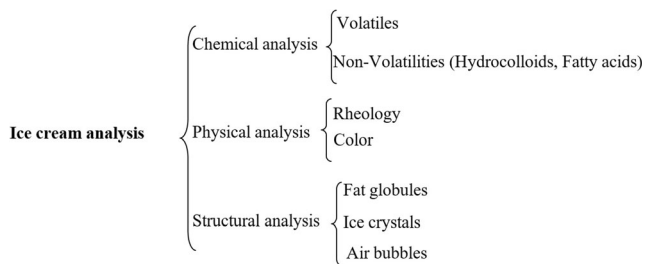 Volatiles
Chemical analysis
Non-Volatilities (Hydrocolloids, Fatty acids)
Rheology
Ice cream analysis
Physical analysis
Color
Fat globules
Structural analysis
Ice crystals
Air bubbles